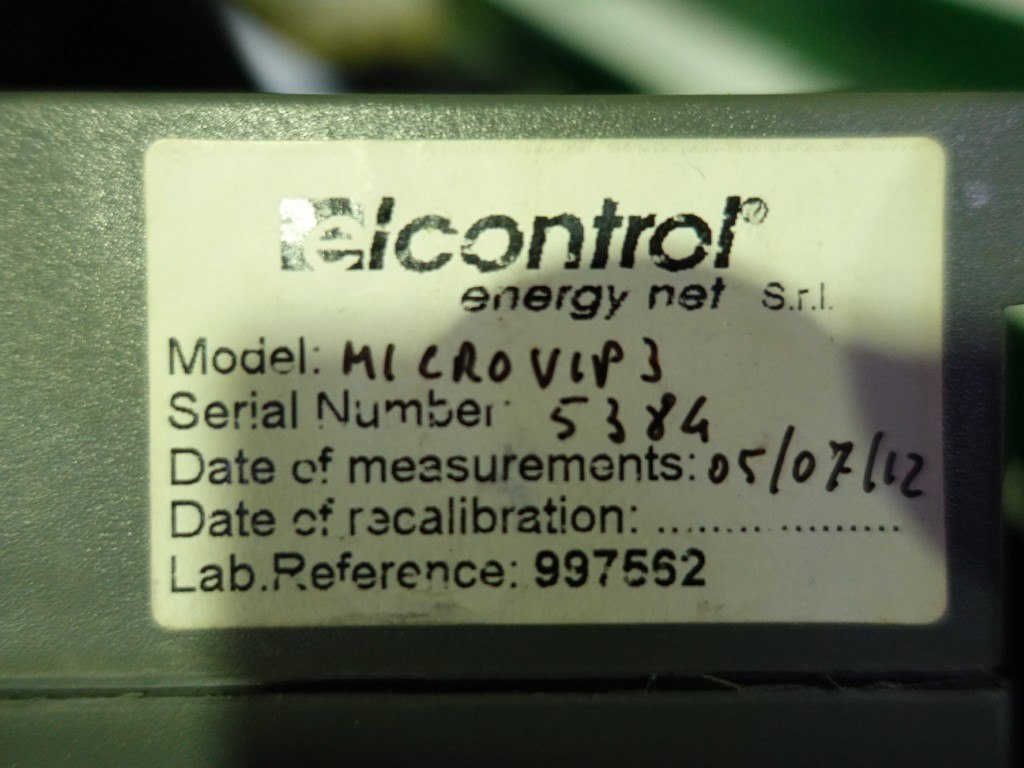 elcontrol®
energy net S.r.l.
Model: MICROVIP3
Serial Number: 5384
Date of measurements: 05/07/12
Date of recalibration: ....................
Lab.Reference: 997562